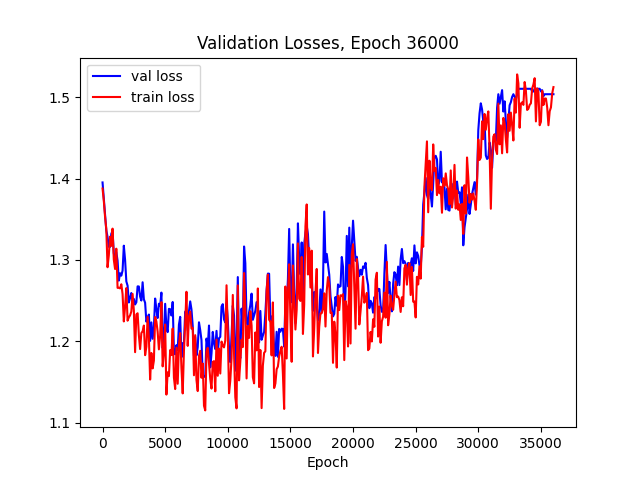 Validation Losses, Epoch 36000
val loss
train loss
1.5
1.4
1.3
1.2
1.1
0 5000 10000 15000 20000 25000 30000 35000
Epoch